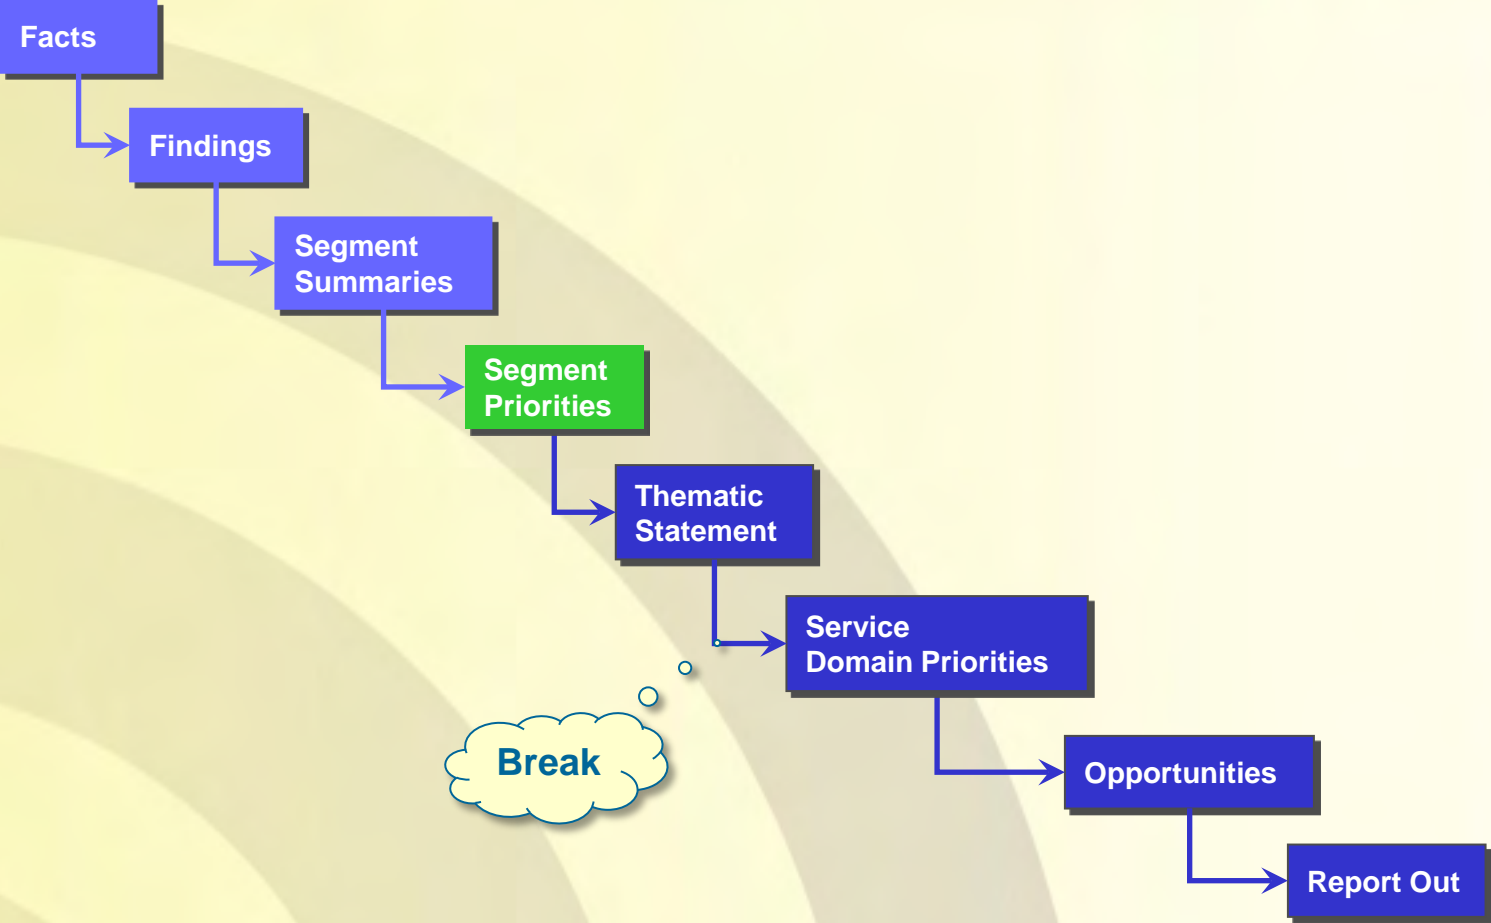 Facts
Findings
Segment
Summaries
Segment
Priorities
Thematic
Statement
Service
Domain Priorities
Break
Opportunities
Report Out